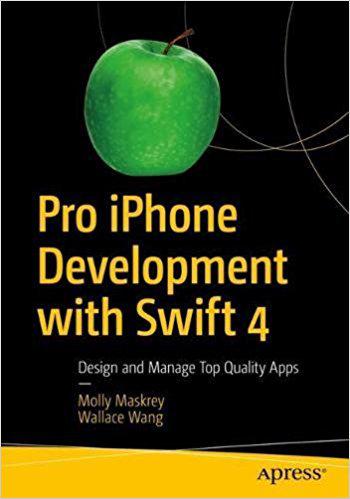 Pro iPhone
Development
with Swift 4
Design and Manage Top Quality Apps
—
Molly Maskrey
Wallace Wang
Apress®